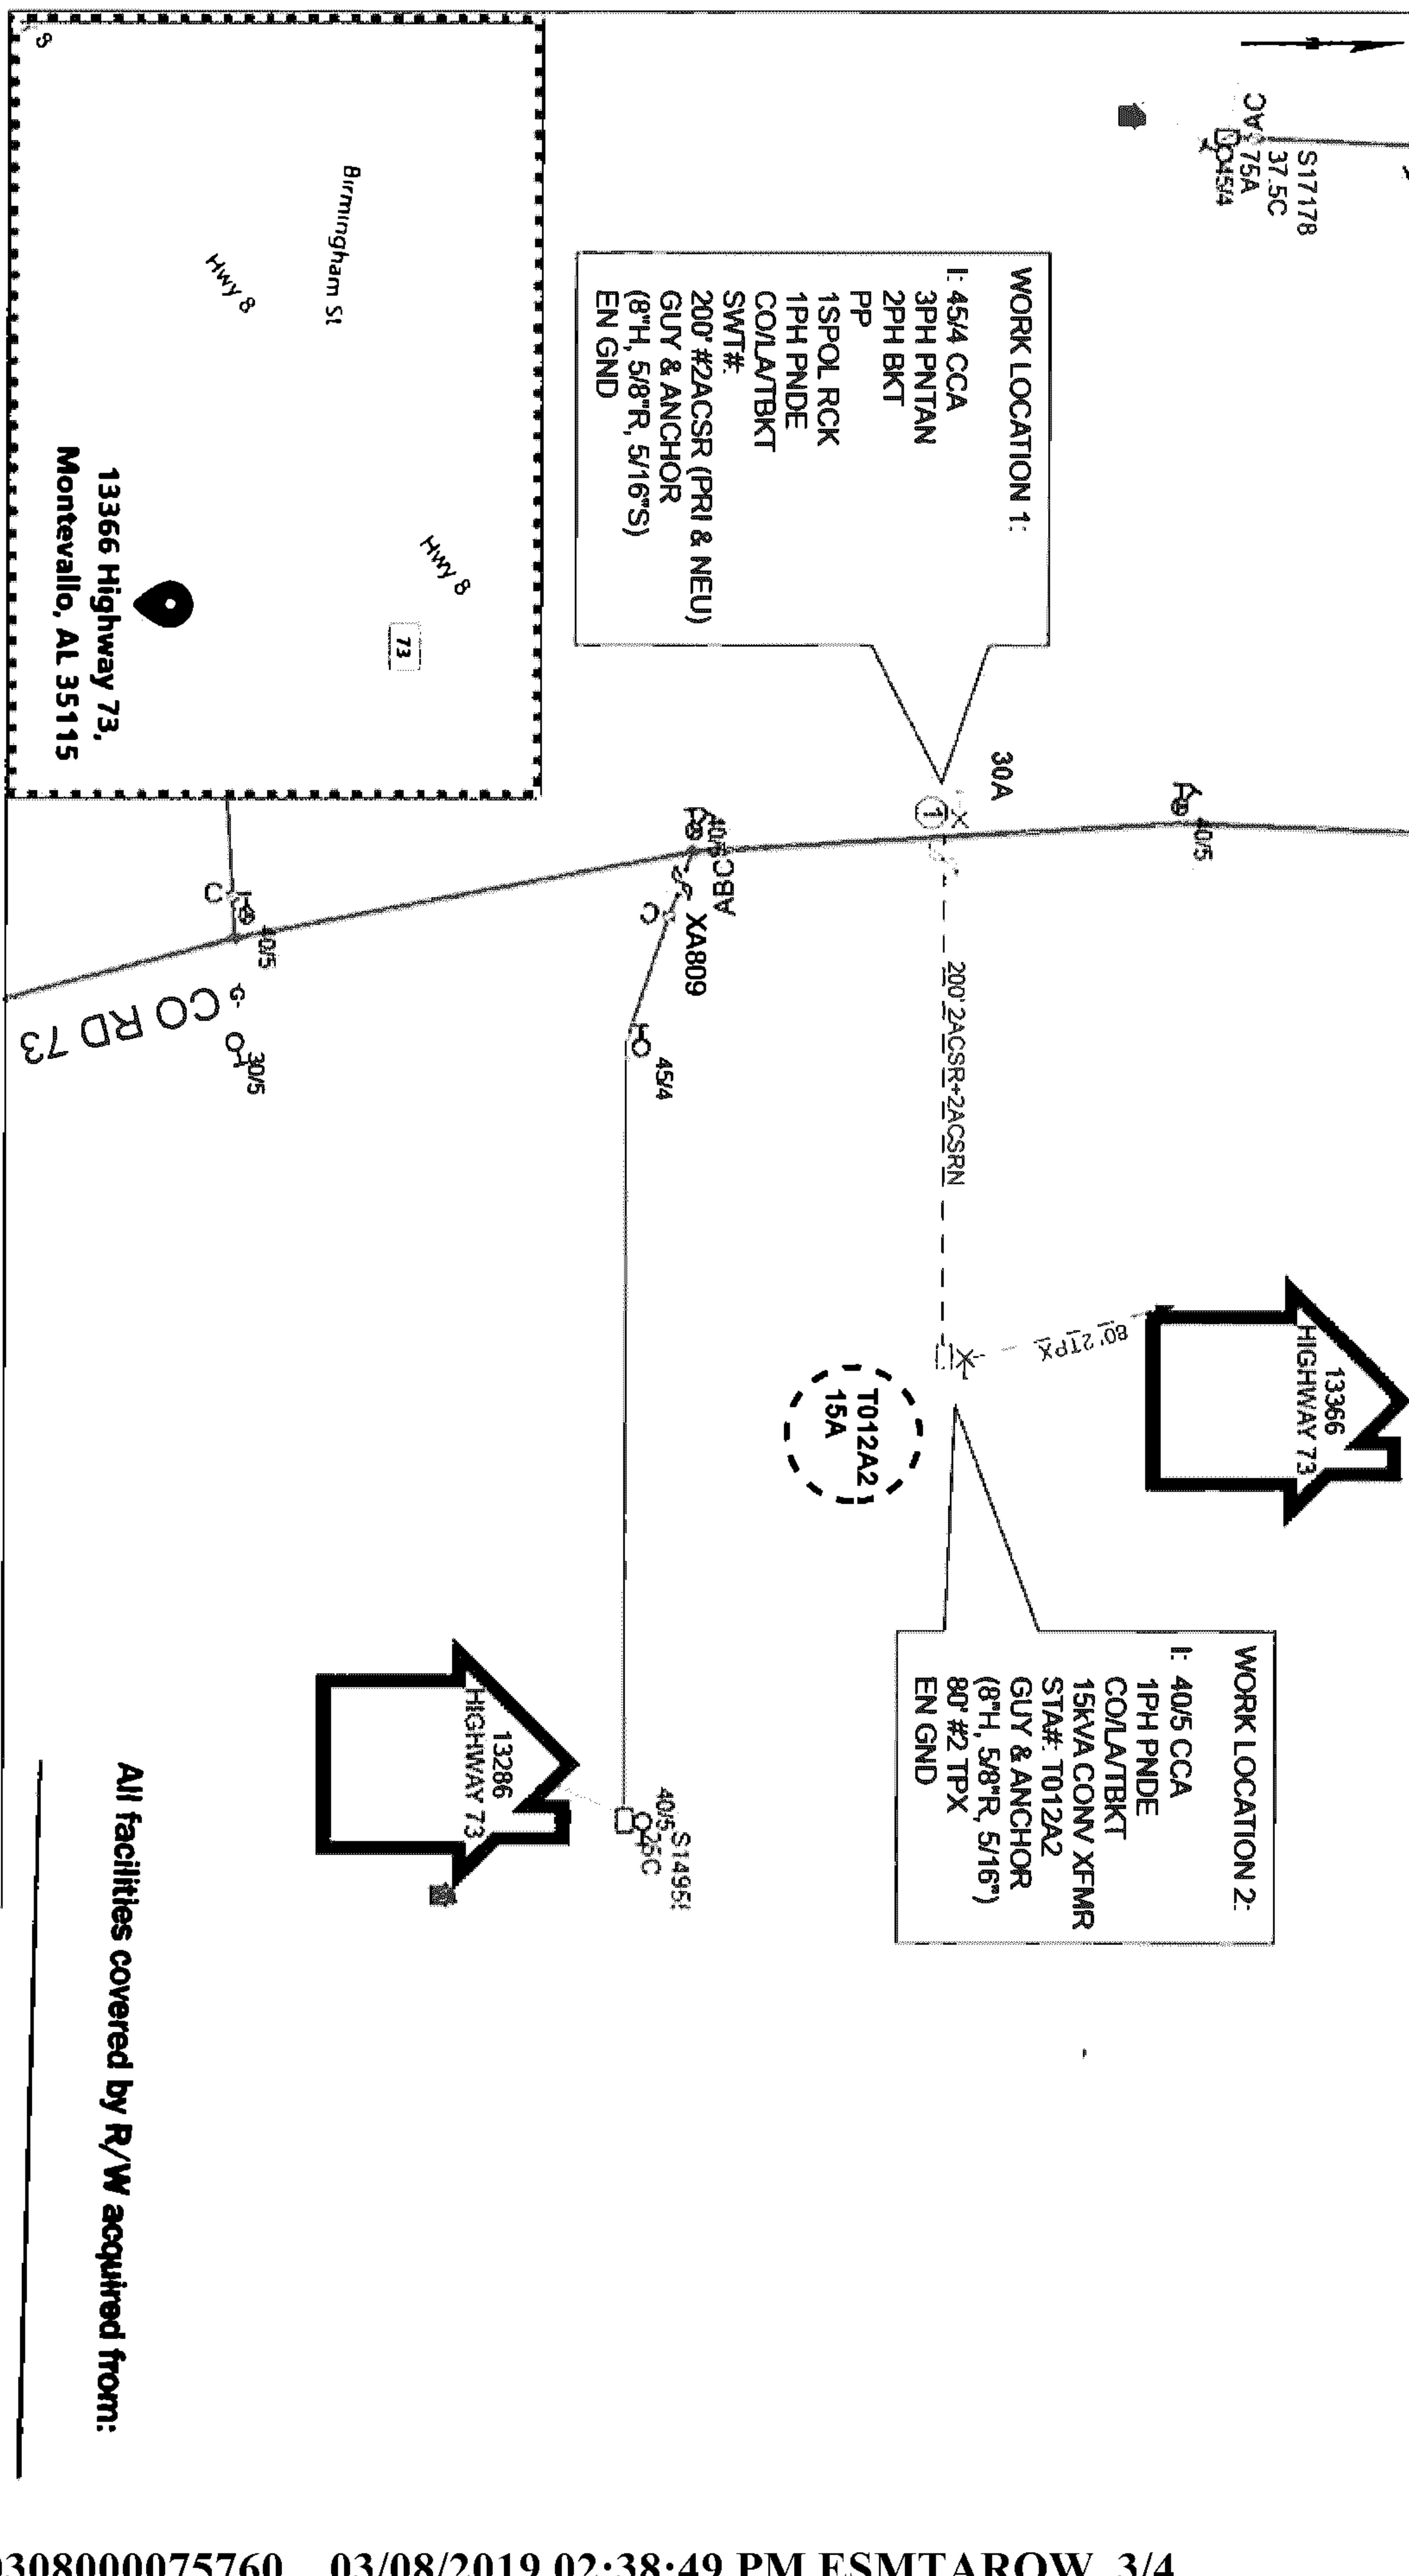 S17178
37.5C
75A
AC
45/4
WORK LOCATION 1:
I: 45/4 CCA
3PH PNTAN
2PH BKT
PP
1SPOL RCK
1PH PNDE
CO/LA/TBKT
SWT#:
200' #2ACSR (PRI & NEU)
GUY & ANCHOR
(8"H, 5/8"R, 5/16"S)
EN GND
30A
1
40/5
200' 2ACSR+2ACSRN
13366
HIGHWAY 73
80' 2TPX
T012A2
15A
WORK LOCATION 2:
I: 40/5 CCA
1PH PNDE
CO/LA/TBKT
15kVA CONV XFMR
STA#: T012A2
GUY & ANCHOR
(8"H, 5/8"R, 5/16")
80' #2 TPX
EN GND
ABC
XA809
C
45/4
40/5
S1495
25C
13286
HIGHWAY 73
C
40/5
G-
30/5
CO RD 73
Birmingham St
Hwy 8
Hwy 8
73
8
13366 Highway 73,
Montevallo, AL 35115
All facilities covered by R/W acquired from:
0308000075760 03/08/2019 02:38:49 PM ESMTAROW 3/4